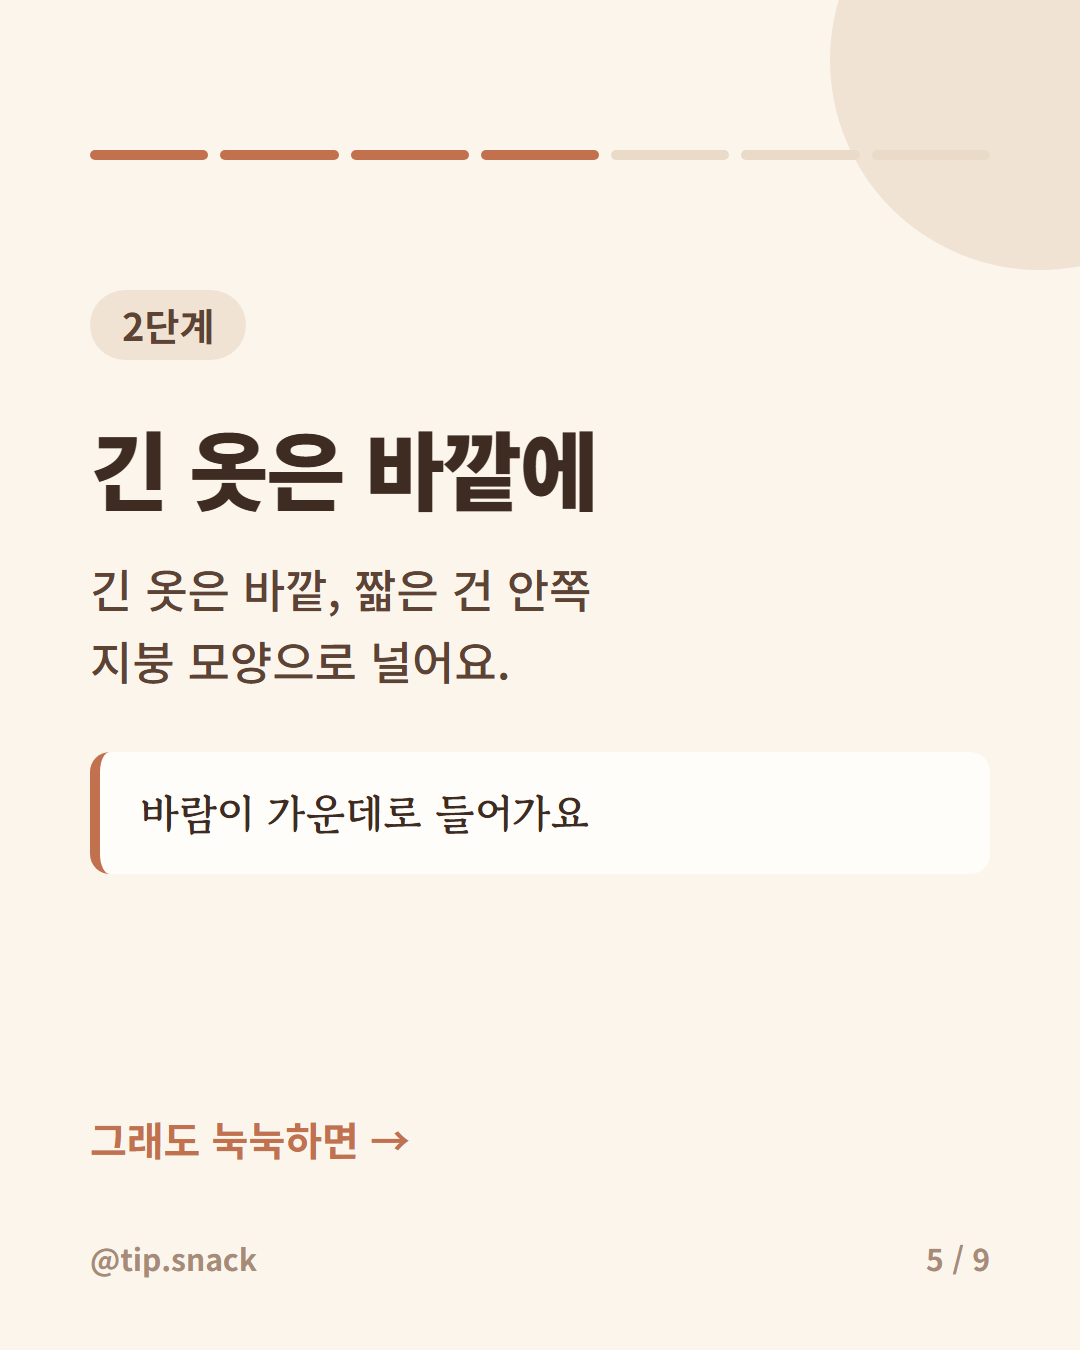 2단계
긴 옷은 바깥에
긴 옷은 바깥, 짧은 건 안쪽
지붕 모양으로 널어요.
바람이 가운데로 들어가요
그래도 눅눅하면 →
@tip.snack
5 / 9